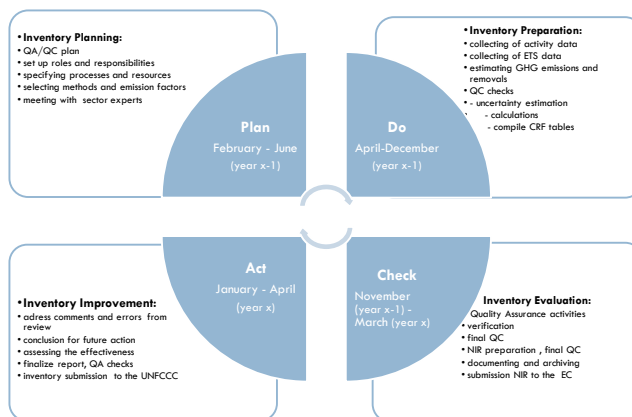 •Inventory Planning:
•QA/QC plan
•set up roles and responsibilities
•specifying processes and resources
•selecting methods and emission factors
•meeting with sector experts
•Inventory Preparation:
•collecting of activity data
•collecting of ETS data
•estimating GHG emissions and
removals
•QC checks
•- uncertainty estimation
• - calculations
- compile CRF tables
Plan
February - June
(year x-1)
Do
April-December
(year x-1)
Act
January - April
(year x)
Check
November
(year x-1) -
March (year x)
•Inventory Improvement:
•adress comments and errors from
review
•conclusion for future action
•assessing the effectiveness
•finalize report, QA checks
•inventory submission to the UNFCCC
Inventory Evaluation:
Quality Assurance activities
•verification
•final QC
•NIR preparation , final QC
•documenting and archiving
•submission NIR to the EC